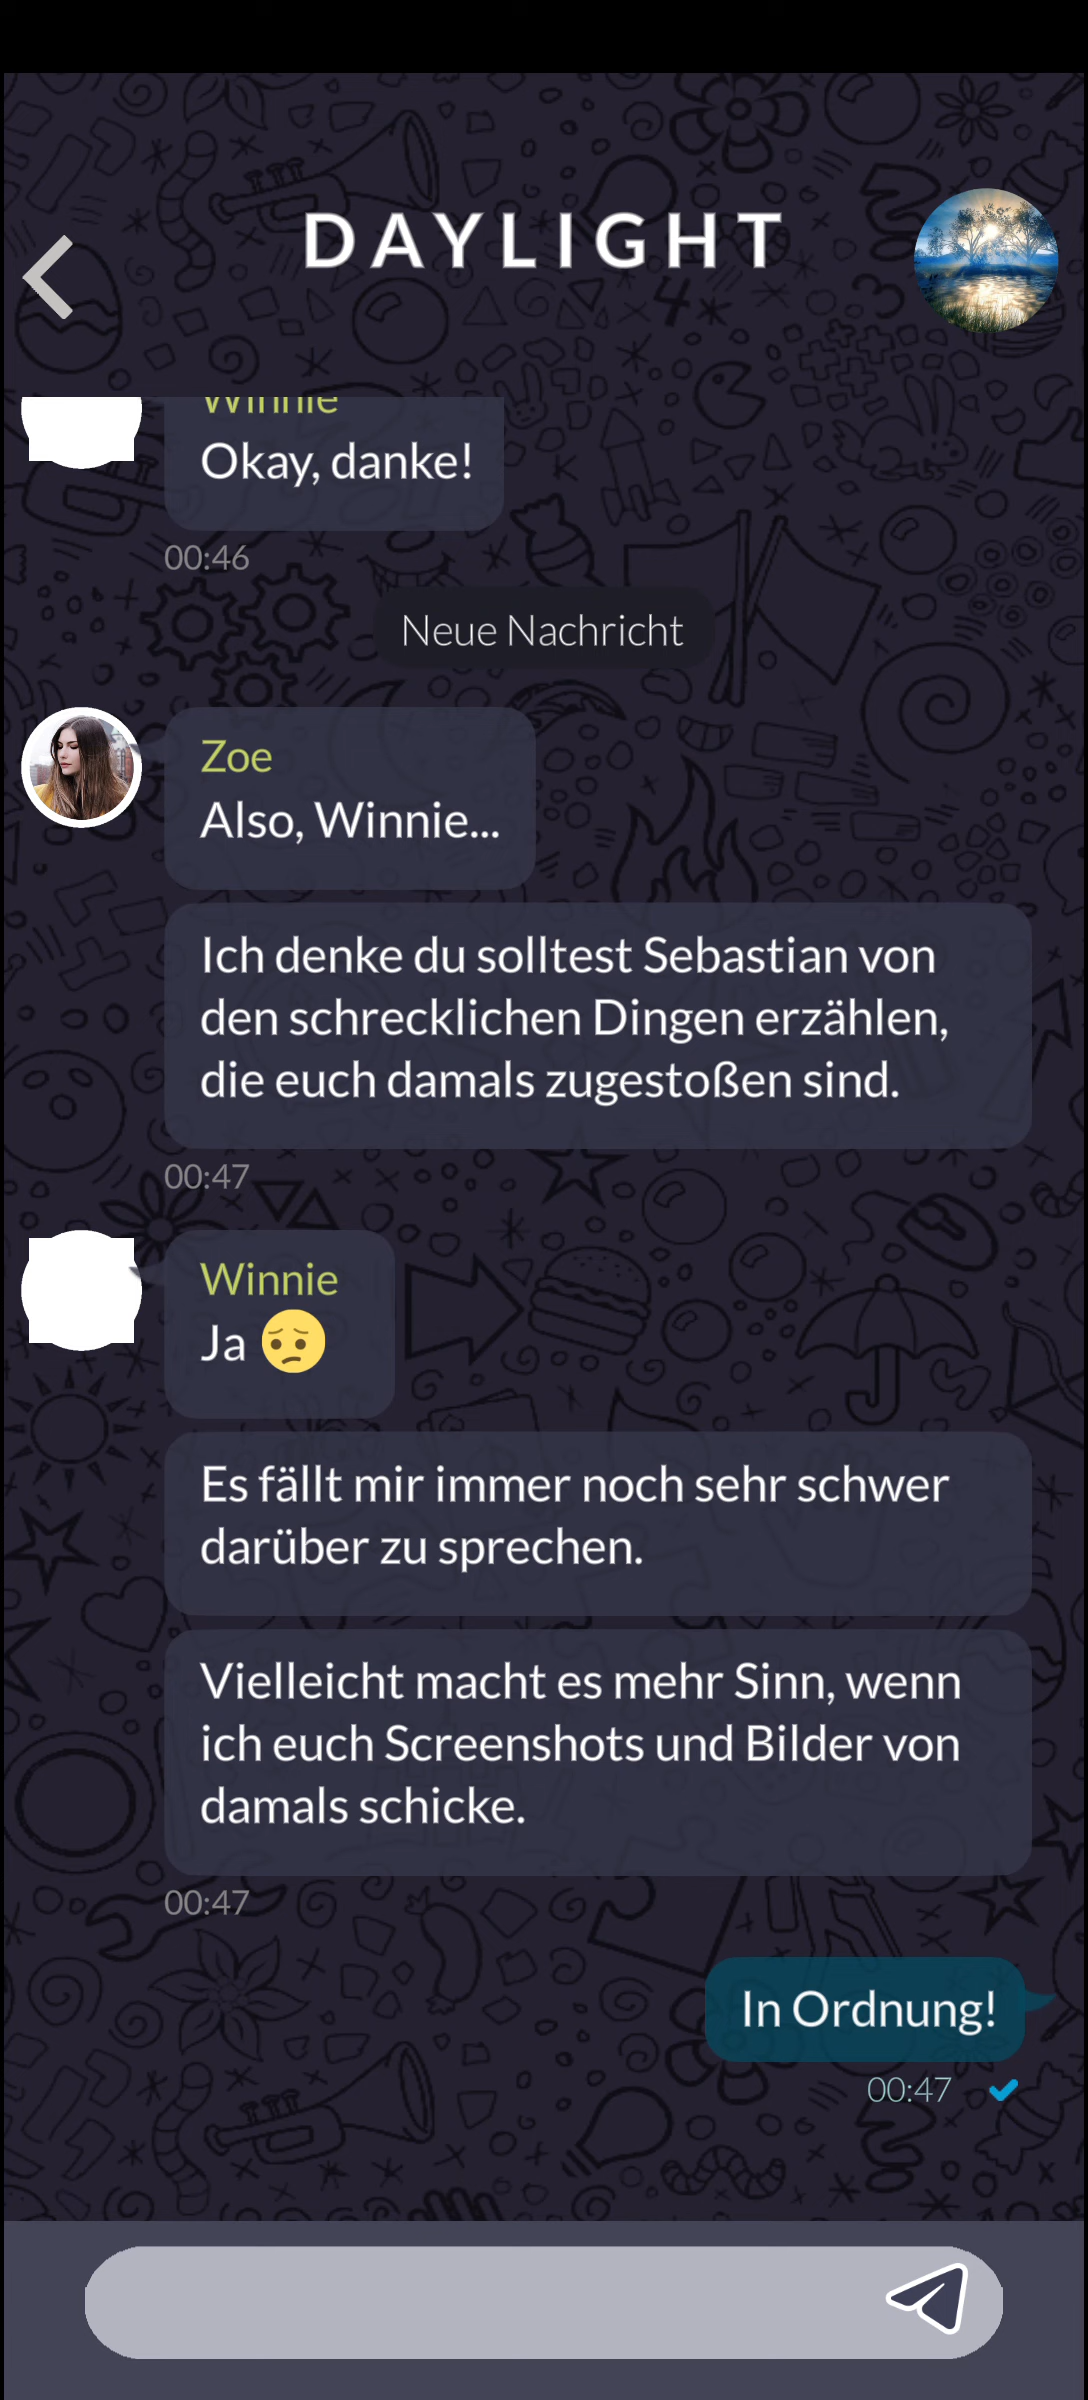 DAYLIGHT
Winnie
Okay, danke!
00:46
Neue Nachricht
Zoe
Also, Winnie...
Ich denke du solltest Sebastian von
den schrecklichen Dingen erzählen,
die euch damals zugestoßen sind.
00:47
Winnie
Ja 😔
Es fällt mir immer noch sehr schwer
darüber zu sprechen.
Vielleicht macht es mehr Sinn, wenn
ich euch Screenshots und Bilder von
damals schicke.
00:47
In Ordnung!
00:47